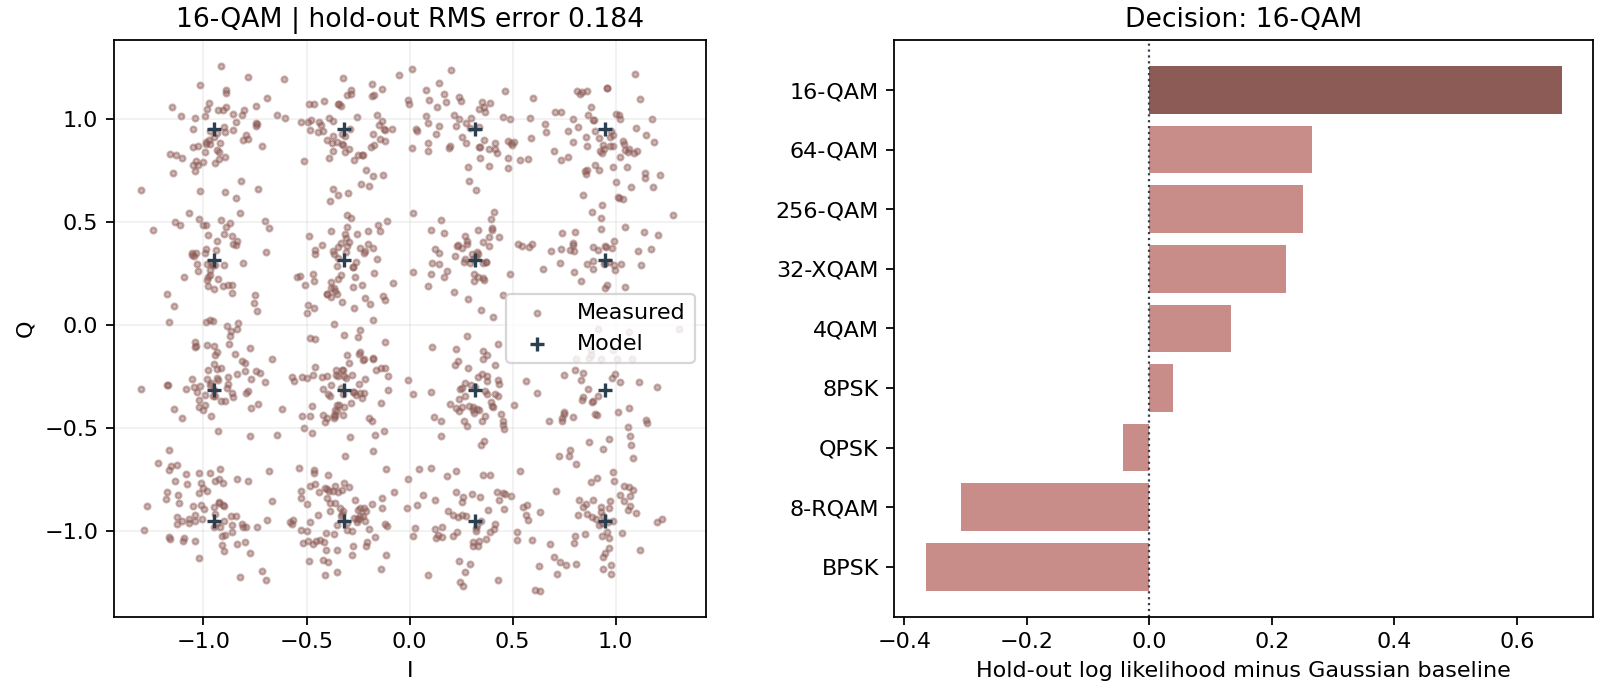 16-QAM | hold-out RMS error 0.184
Q
1.0
0.5
0.0
−0.5
−1.0
Measured
Model
−1.0
−0.5
0.0
0.5
1.0
I
Decision: 16-QAM
16-QAM
64-QAM
256-QAM
32-XQAM
4QAM
8PSK
QPSK
8-RQAM
BPSK
−0.4
−0.2
0.0
0.2
0.4
0.6
Hold-out log likelihood minus Gaussian baseline